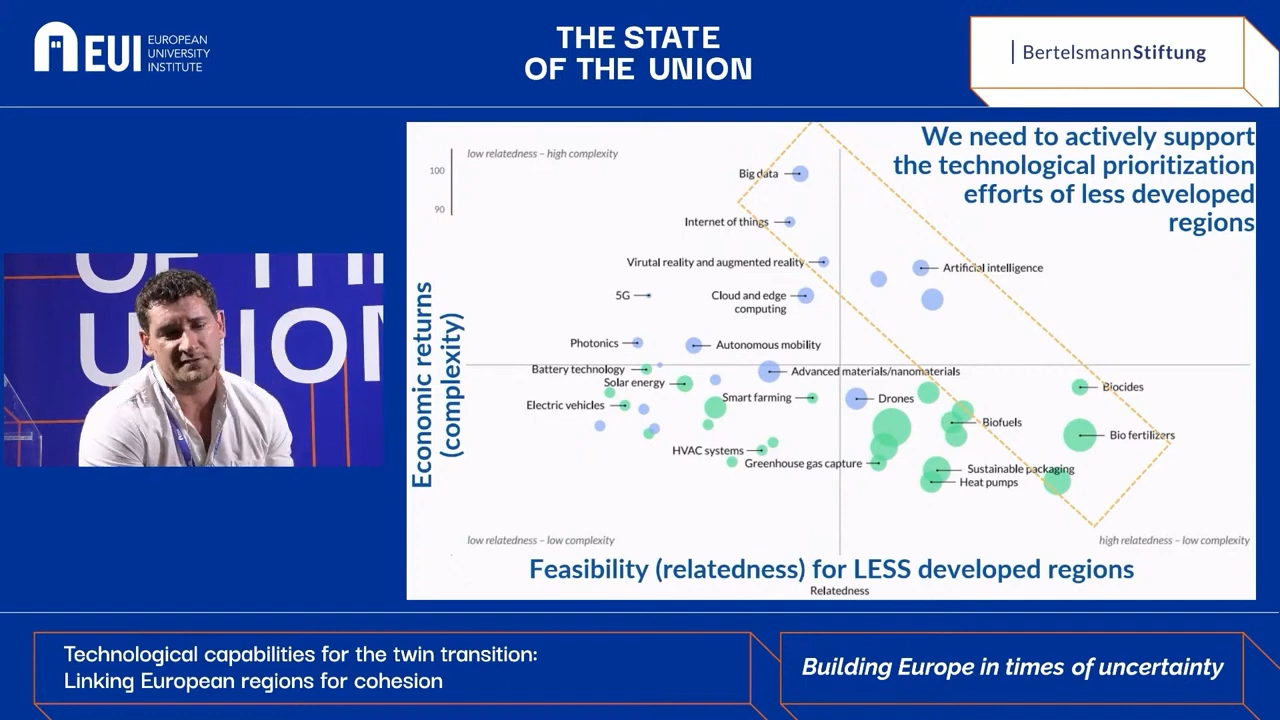 EUI
EUROPEAN
UNIVERSITY
INSTITUTE
THE STATE
OF THE UNION
BertelsmannStiftung
We need to actively support
the technological prioritization
efforts of less developed
regions
low relatedness – high complexity
100
90
Big data
Internet of things
Virutal reality and augmented reality
Artificial intelligence
5G
Cloud and edge
computing
Photonics
Autonomous mobility
Battery technology
Advanced materials/nanomaterials
Solar energy
Biocides
Smart farming
Drones
Electric vehicles
Biofuels
Bio fertilizers
HVAC systems
Greenhouse gas capture
Sustainable packaging
Heat pumps
low relatedness – low complexity
high relatedness – low complexity
Economic returns
(complexity)
Feasibility (relatedness) for LESS developed regions
Relatedness
OF TH
UNION
Technological capabilities for the twin transition:
Linking European regions for cohesion
Building Europe in times of uncertainty